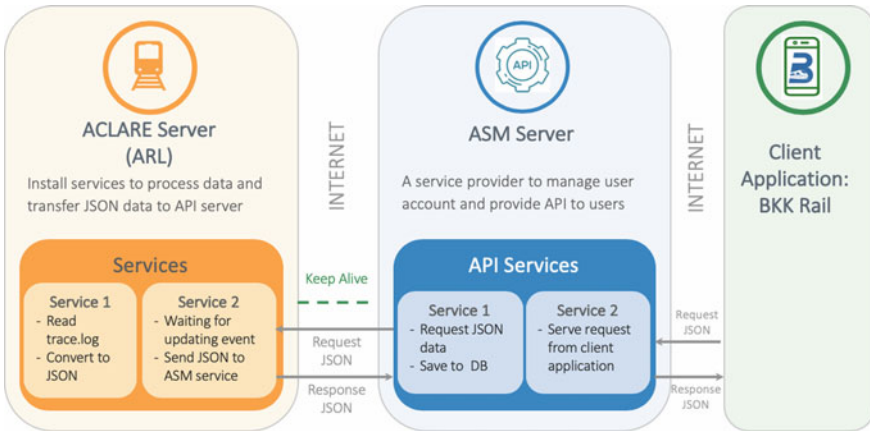 ACLARE Server
(ARL)
Install services to process data and
transfer JSON data to API server
Services
Service 1
- Read
trace.log
- Convert to
JSON
Service 2
- Waiting for
updating event
- Send JSON to
ASM service
INTERNET
Keep Alive
Request
JSON
Response
JSON
API
ASM Server
A service provider to manage user
account and provide API to users
API Services
Service 1
- Request JSON
data
- Save to DB
Service 2
- Serve request
from client
application
INTERNET
Request
JSON
Response
JSON
B
Client
Application:
BKK Rail